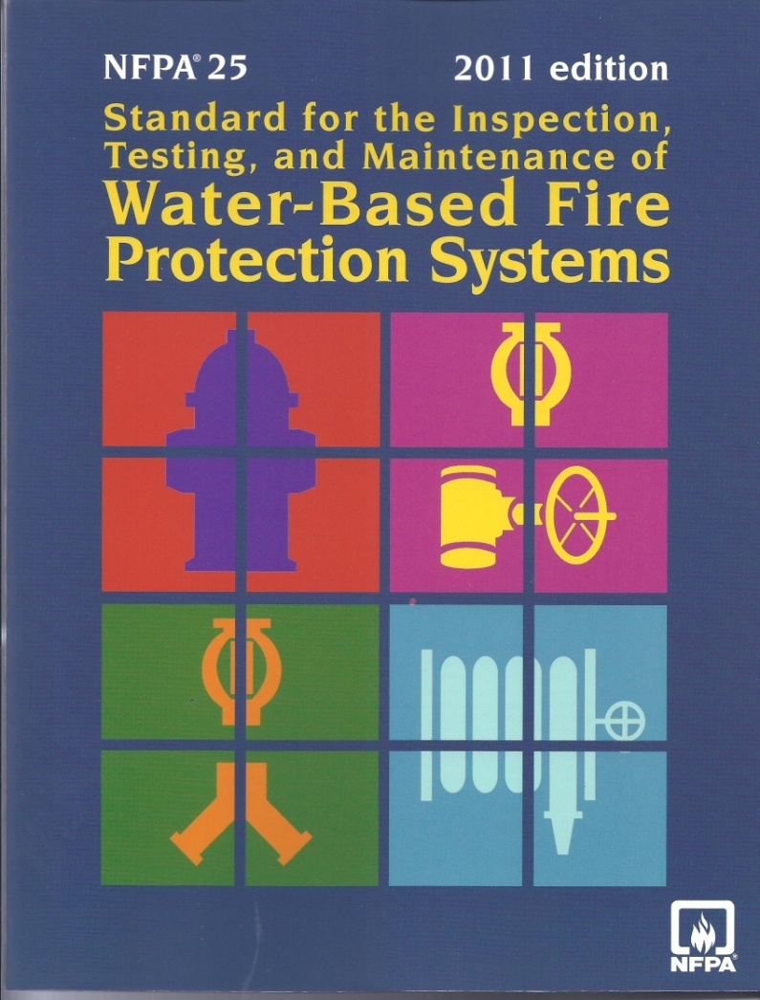 NFPA® 25 2011 edition
Standard for the Inspection,
Testing, and Maintenance of
Water-Based Fire
Protection Systems
NFPA®